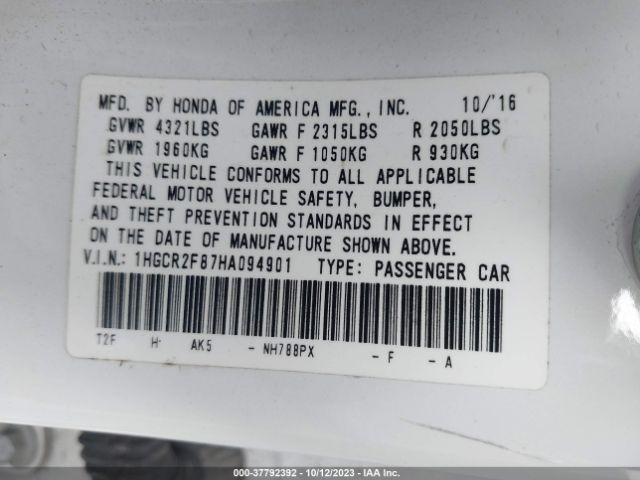 MFD. BY HONDA OF AMERICA MFG., INC. 10/'16
GVWR 4321LBS GAWR F 2315LBS R 2050LBS
GVWR 1960KG GAWR F 1050KG R 930KG
THIS VEHICLE CONFORMS TO ALL APPLICABLE
FEDERAL MOTOR VEHICLE SAFETY, BUMPER,
AND THEFT PREVENTION STANDARDS IN EFFECT
ON THE DATE OF MANUFACTURE SHOWN ABOVE.
V.I.N.: 1HGCR2F87HA094901 TYPE: PASSENGER CAR
T2F H- AK5 - NH788PX - F - A
000-37792392 - 10/12/2023 - IAA Inc.